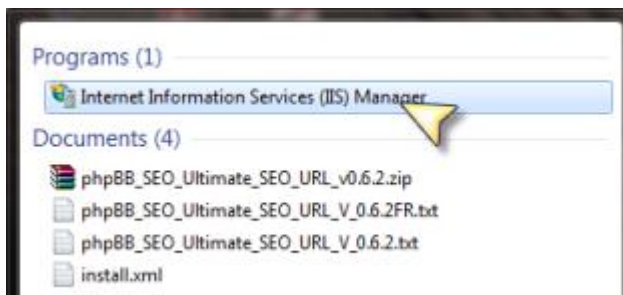 Programs (1)
Internet Information Services (IIS) Manager
Documents (4)
phpBB_SEO_Ultimate_SEO_URL_v0.6.2.zip
phpBB_SEO_Ultimate_SEO_URL_V_0.6.2FR.txt
phpBB_SEO_Ultimate_SEO_URL_V_0.6.2.txt
install.xml